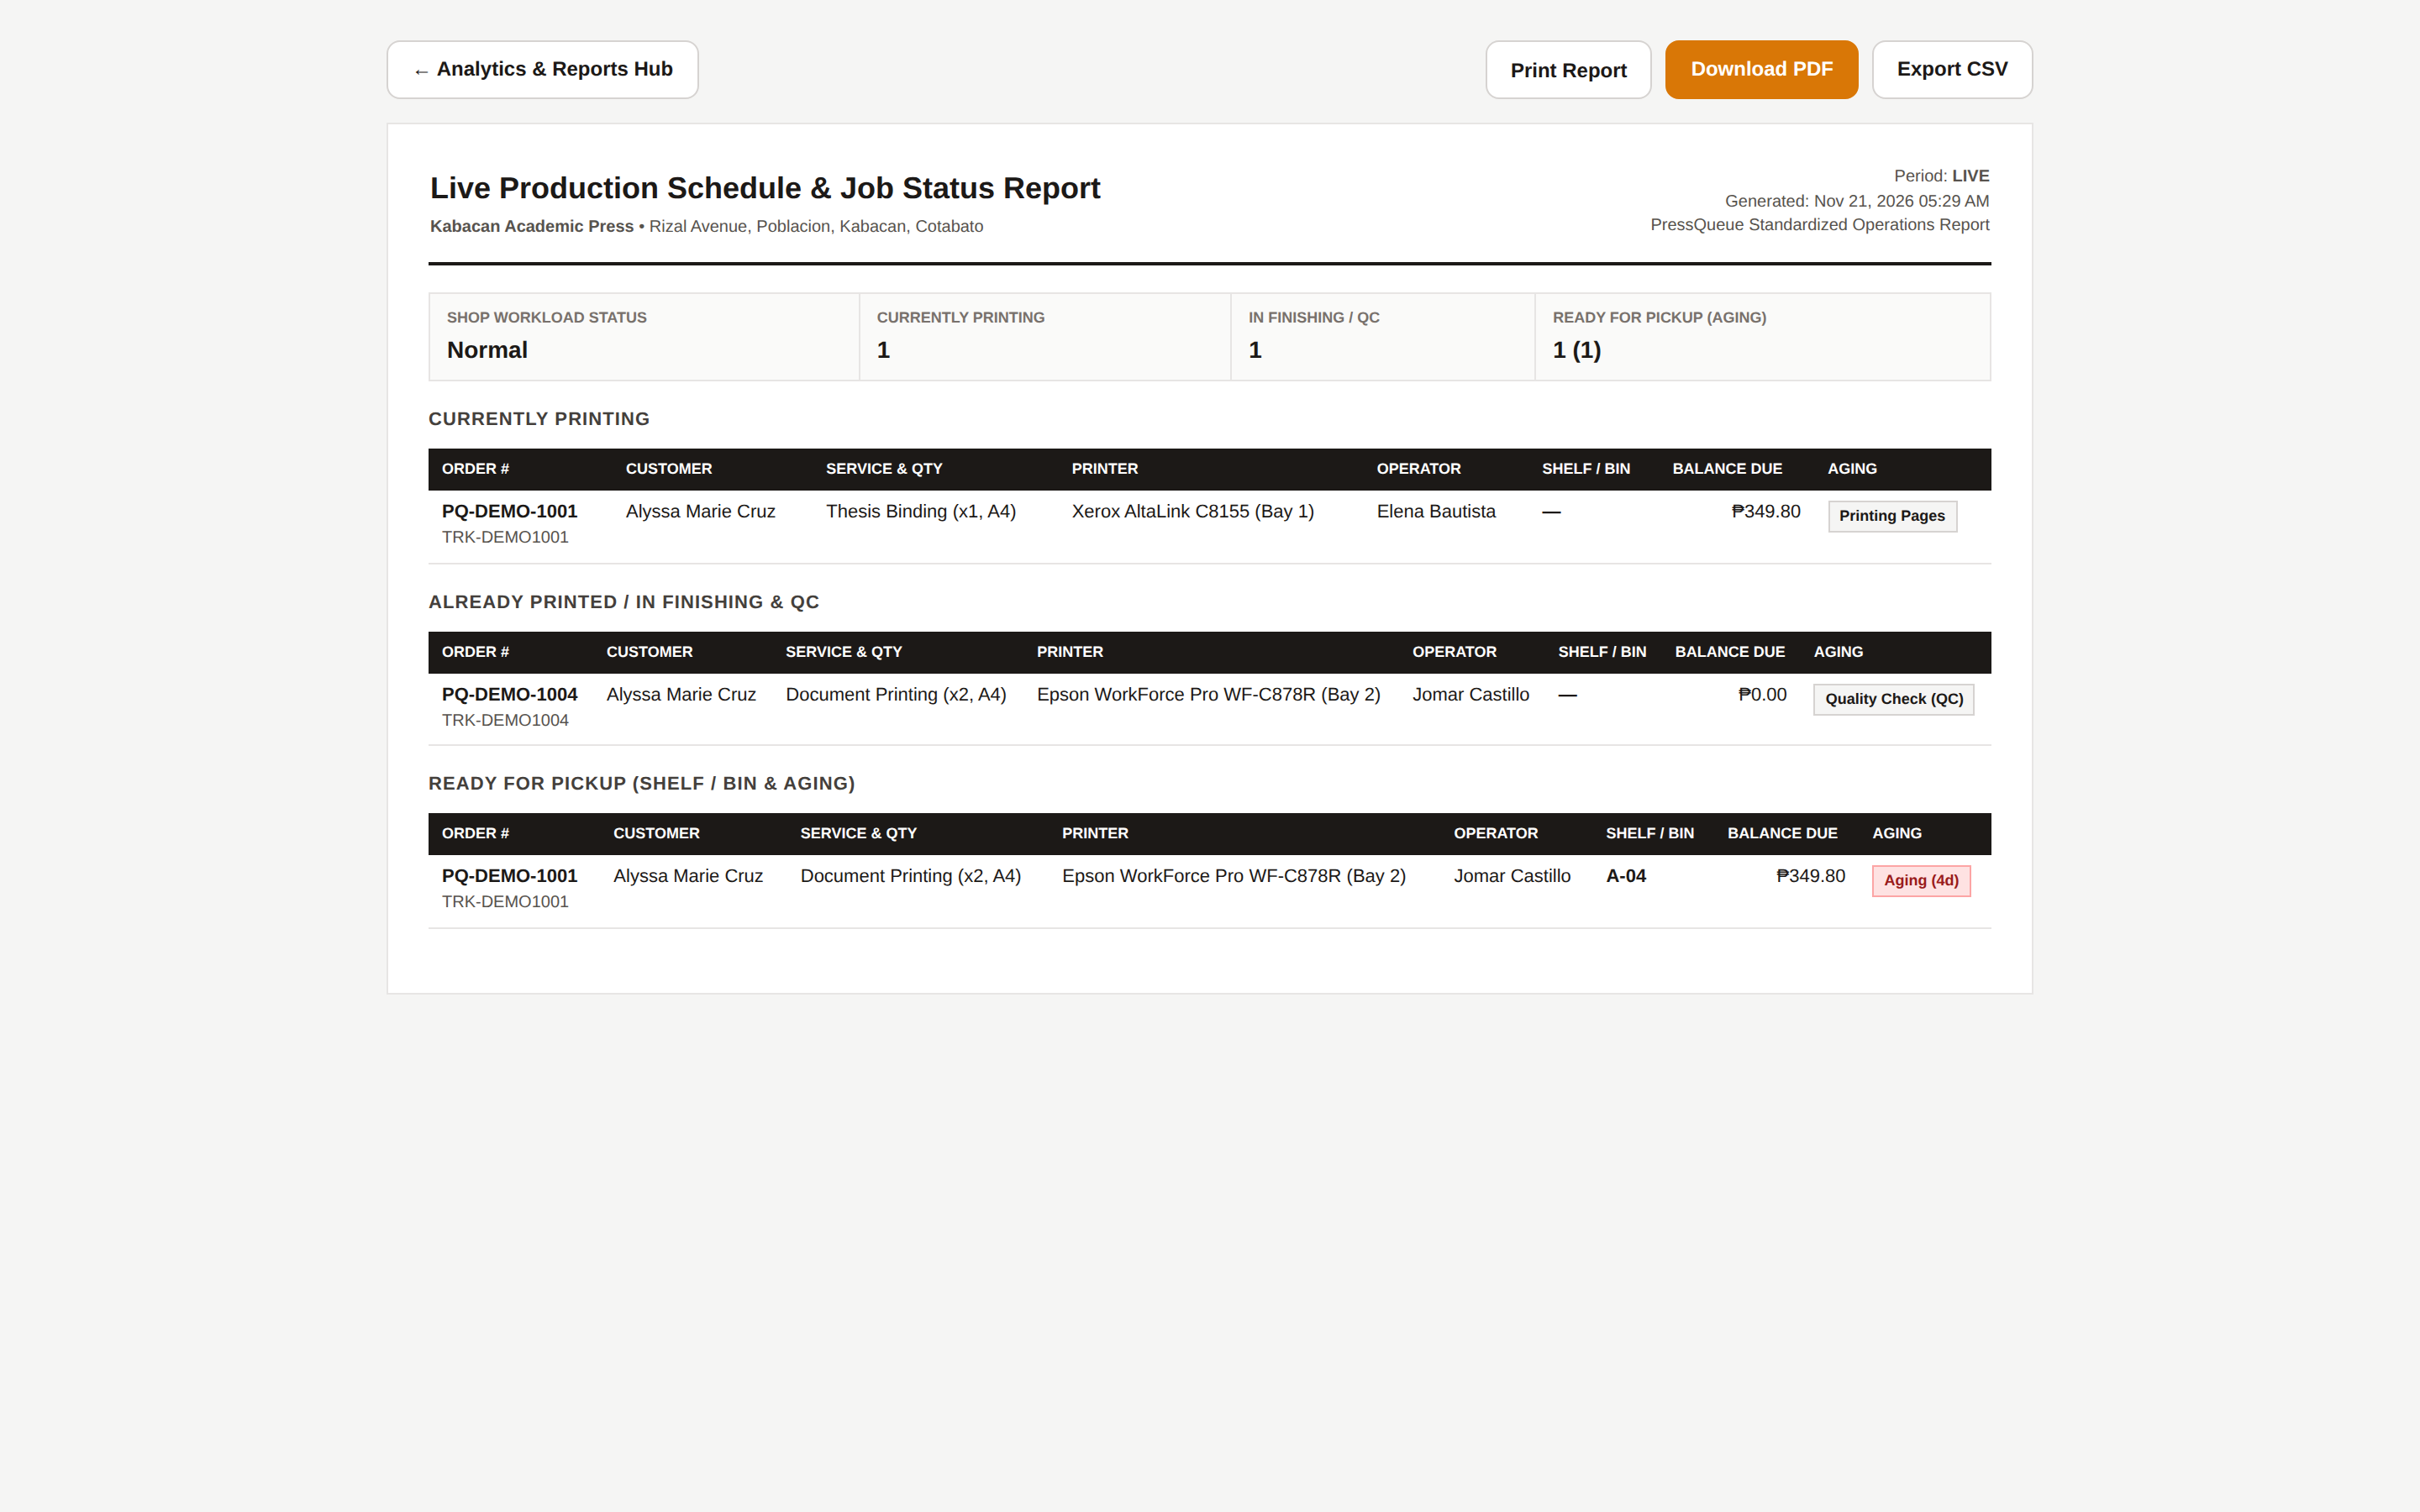 ← Analytics & Reports Hub
Print Report
Download PDF
Export CSV
Live Production Schedule & Job Status Report
Kabacan Academic Press • Rizal Avenue, Poblacion, Kabacan, Cotabato
Period: LIVE
Generated: Nov 21, 2026 05:29 AM
PressQueue Standardized Operations Report
SHOP WORKLOAD STATUS
Normal
CURRENTLY PRINTING
1
IN FINISHING / QC
1
READY FOR PICKUP (AGING)
1 (1)
CURRENTLY PRINTING
ORDER # CUSTOMER SERVICE & QTY PRINTER OPERATOR SHELF / BIN BALANCE DUE AGING
PQ-DEMO-1001 Alyssa Marie Cruz Thesis Binding (x1, A4) Xerox AltaLink C8155 (Bay 1) Elena Bautista — ₱349.80 Printing Pages
TRK-DEMO1001
ALREADY PRINTED / IN FINISHING & QC
ORDER # CUSTOMER SERVICE & QTY PRINTER OPERATOR SHELF / BIN BALANCE DUE AGING
PQ-DEMO-1004 Alyssa Marie Cruz Document Printing (x2, A4) Epson WorkForce Pro WF-C878R (Bay 2) Jomar Castillo — ₱0.00 Quality Check (QC)
TRK-DEMO1004
READY FOR PICKUP (SHELF / BIN & AGING)
ORDER # CUSTOMER SERVICE & QTY PRINTER OPERATOR SHELF / BIN BALANCE DUE AGING
PQ-DEMO-1001 Alyssa Marie Cruz Document Printing (x2, A4) Epson WorkForce Pro WF-C878R (Bay 2) Jomar Castillo A-04 ₱349.80 Aging (4d)
TRK-DEMO1001